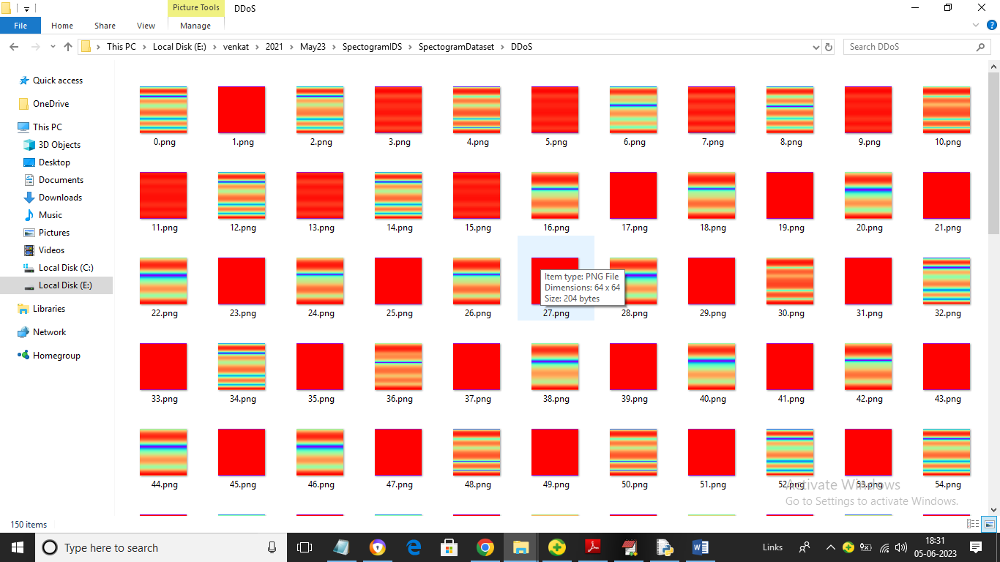 Picture Tools
DDoS
File
Home
Share
View
Manage
This PC
Local Disk (E:)
venkat
2021
May23
SpectogramIDS
SpectogramDataset
DDoS
Search DDoS
Quick access
OneDrive
This PC
3D Objects
Desktop
Documents
Downloads
Music
Pictures
Videos
Local Disk (C:)
Local Disk (E:)
Libraries
Network
Homegroup
0.png
1.png
2.png
3.png
4.png
5.png
6.png
7.png
8.png
9.png
10.png
11.png
12.png
13.png
14.png
15.png
16.png
17.png
18.png
19.png
20.png
21.png
22.png
23.png
24.png
25.png
26.png
27.png
28.png
29.png
30.png
31.png
32.png
Item type: PNG File
Dimensions: 64 x 64
Size: 204 bytes
33.png
34.png
35.png
36.png
37.png
38.png
39.png
40.png
41.png
42.png
43.png
44.png
45.png
46.png
47.png
48.png
49.png
50.png
51.png
52.png
53.png
54.png
Activate Windows
Go to Settings to activate Windows.
150 items
Type here to search
Links
18:31
05-06-2023